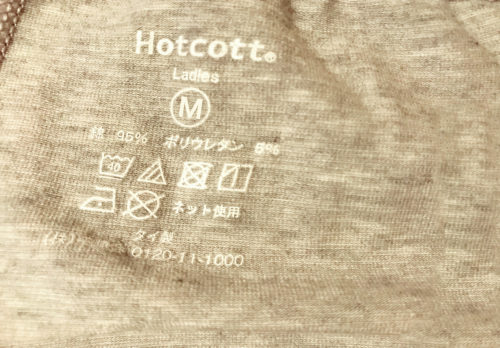 Hotcott®
Ladies
M
綿 95% ポリウレタン 5%
40
ネット使用
タイ製
0120-11-1000